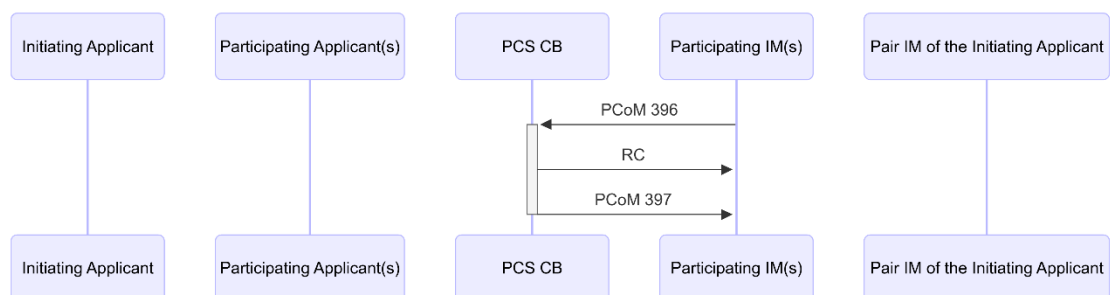 Initiating Applicant
Participating Applicant(s)
PCS CB
Participating IM(s)
Pair IM of the Initiating Applicant
PCoM 396
RC
PCoM 397
Initiating Applicant
Participating Applicant(s)
PCS CB
Participating IM(s)
Pair IM of the Initiating Applicant